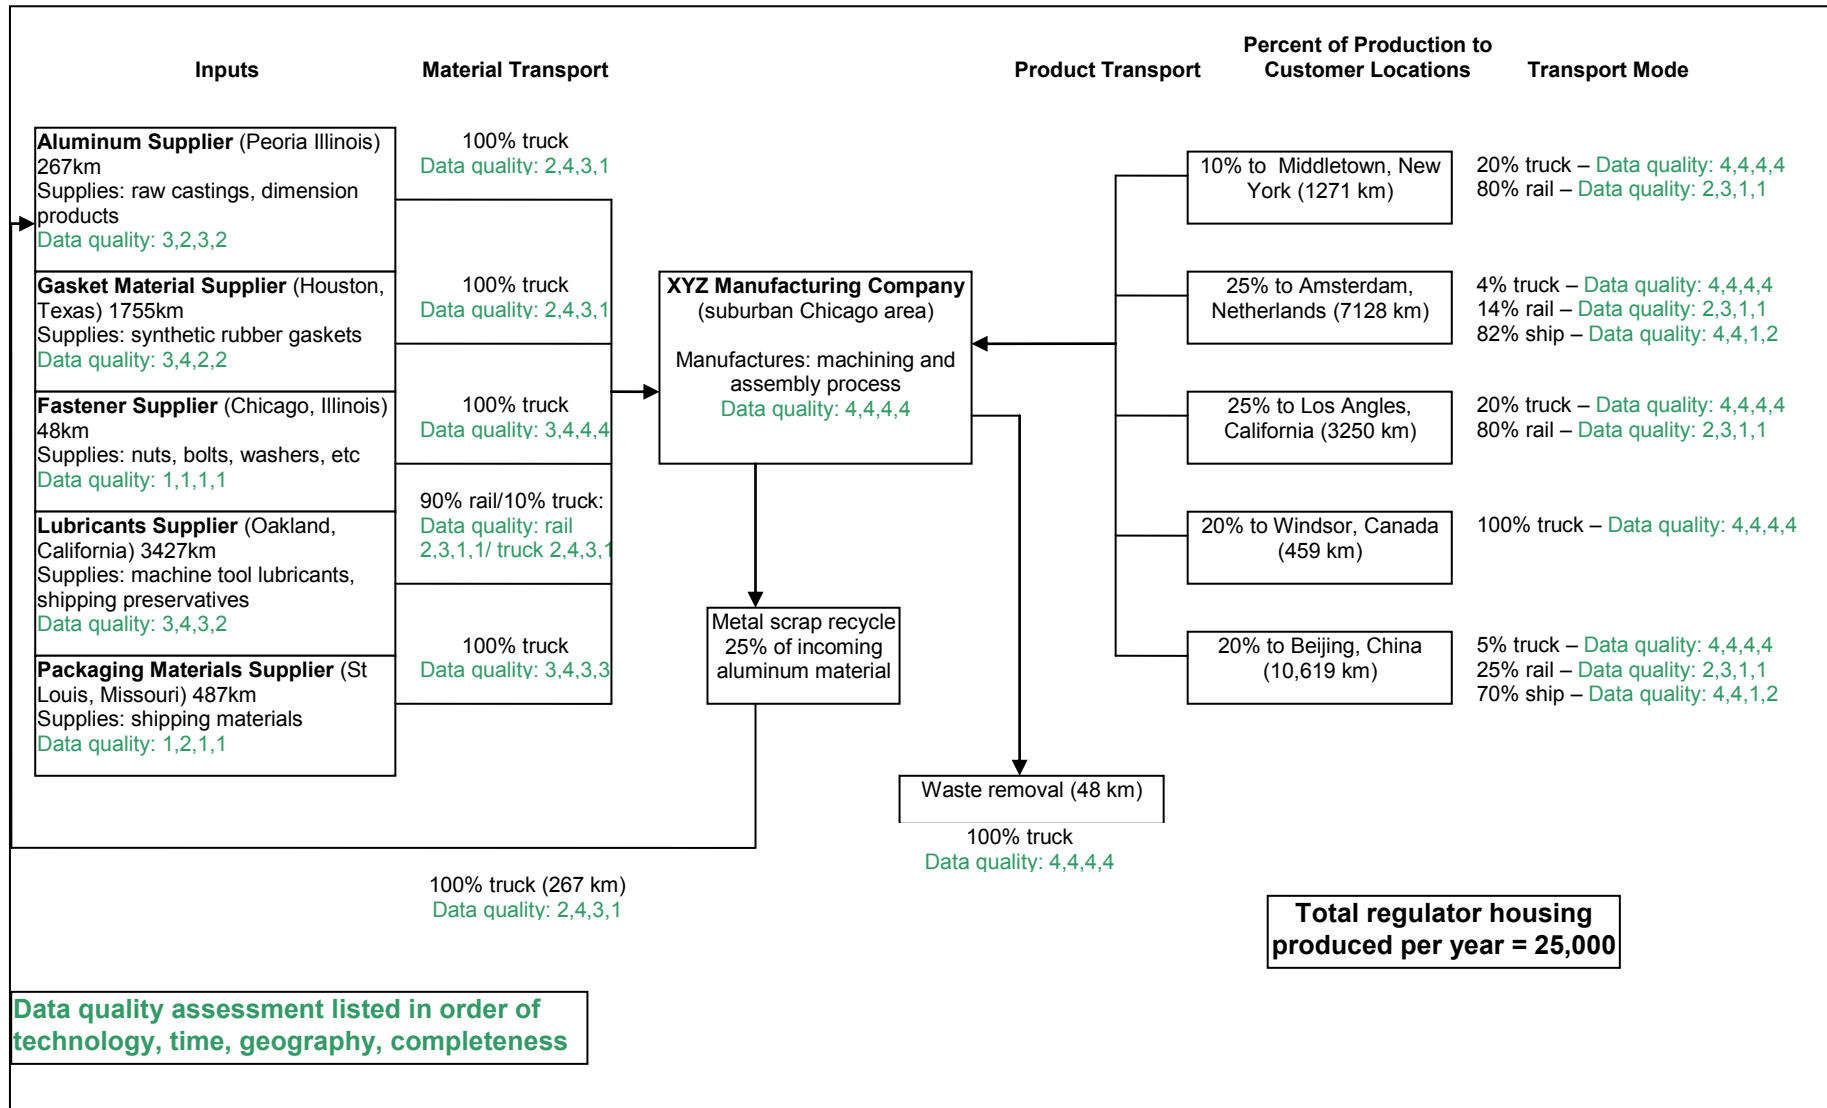 Inputs
Material Transport
Product Transport
Percent of Production to
Customer Locations
Transport Mode
Aluminum Supplier (Peoria Illinois)
267km
Supplies: raw castings, dimension
products
Data quality: 3,2,3,2
100% truck
Data quality: 2,4,3,1
Gasket Material Supplier (Houston,
Texas) 1755km
Supplies: synthetic rubber gaskets
Data quality: 3,4,2,2
100% truck
Data quality: 2,4,3,1
Fastener Supplier (Chicago, Illinois)
48km
Supplies: nuts, bolts, washers, etc
Data quality: 1,1,1,1
100% truck
Data quality: 3,4,4,4
Lubricants Supplier (Oakland,
California) 3427km
Supplies: machine tool lubricants,
shipping preservatives
Data quality: 3,4,3,2
90% rail/10% truck:
Data quality: rail
2,3,1,1/ truck 2,4,3,1
Packaging Materials Supplier (St
Louis, Missouri) 487km
Supplies: shipping materials
Data quality: 1,2,1,1
100% truck
Data quality: 3,4,3,3
XYZ Manufacturing Company
(suburban Chicago area)
Manufactures: machining and
assembly process
Data quality: 4,4,4,4
Metal scrap recycle
25% of incoming
aluminum material
100% truck (267 km)
Data quality: 2,4,3,1
Waste removal (48 km)
100% truck
Data quality: 4,4,4,4
10% to Middletown, New
York (1271 km)
20% truck – Data quality: 4,4,4,4
80% rail – Data quality: 2,3,1,1
25% to Amsterdam,
Netherlands (7128 km)
4% truck – Data quality: 4,4,4,4
14% rail – Data quality: 2,3,1,1
82% ship – Data quality: 4,4,1,2
25% to Los Angles,
California (3250 km)
20% truck – Data quality: 4,4,4,4
80% rail – Data quality: 2,3,1,1
20% to Windsor, Canada
(459 km)
100% truck – Data quality: 4,4,4,4
20% to Beijing, China
(10,619 km)
5% truck – Data quality: 4,4,4,4
25% rail – Data quality: 2,3,1,1
70% ship – Data quality: 4,4,1,2
Total regulator housing
produced per year = 25,000
Data quality assessment listed in order of
technology, time, geography, completeness